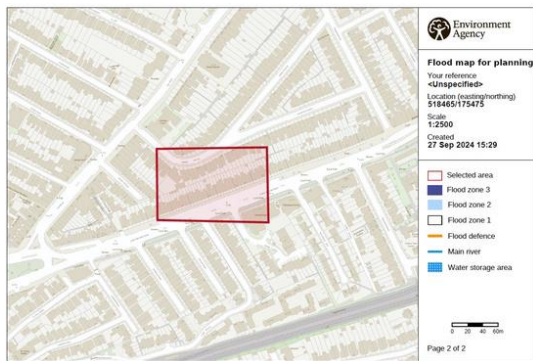 Environment
Agency
Flood map for planning
Your reference
<Unspecified>
Location (easting/northing)
518465/175475
Scale
1:2500
Created
27 Sep 2024 15:29
Selected area
Flood zone 3
Flood zone 2
Flood zone 1
Flood defence
Main river
Water storage area
0 20 40 60m
Page 2 of 2